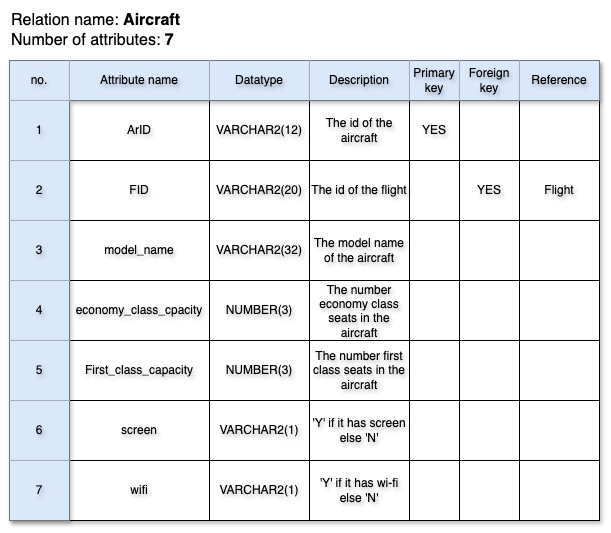 Relation name: Aircraft
Number of attributes: 7
no. Attribute name Datatype Description Primary key Foreign key Reference
1 ArID VARCHAR2(12) The id of the aircraft YES
2 FID VARCHAR2(20) The id of the flight YES Flight
3 model_name VARCHAR2(32) The model name of the aircraft
4 economy_class_cpacity NUMBER(3) The number economy class seats in the aircraft
5 First_class_capacity NUMBER(3) The number first class seats in the aircraft
6 screen VARCHAR2(1) 'Y' if it has screen else 'N'
7 wifi VARCHAR2(1) 'Y' if it has wi-fi else 'N'